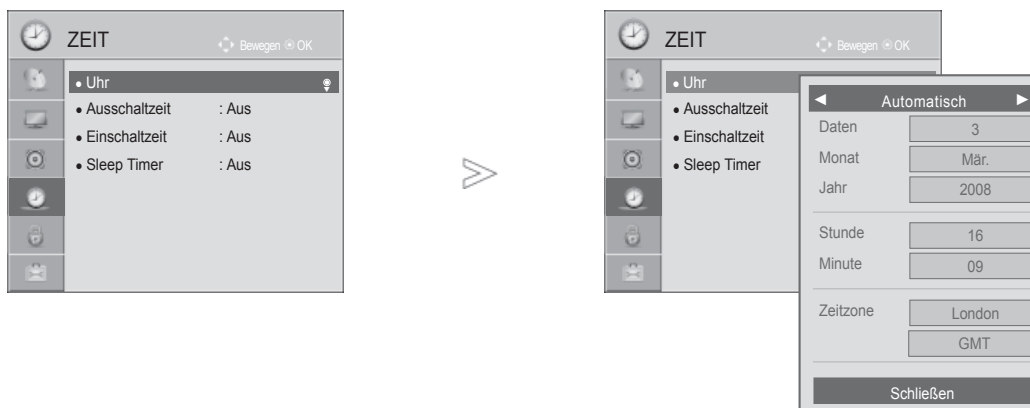 ZEIT
Bewegen OK
• Uhr
• Ausschaltzeit : Aus
• Einschaltzeit : Aus
• Sleep Timer : Aus
ZEIT
Bewegen OK
• Uhr
• Ausschaltzeit
• Einschaltzeit
• Sleep Timer
◄ Automatisch ►
Daten 3
Monat Mär.
Jahr 2008
Stunde 16
Minute 09
Zeitzone London
GMT
Schließen